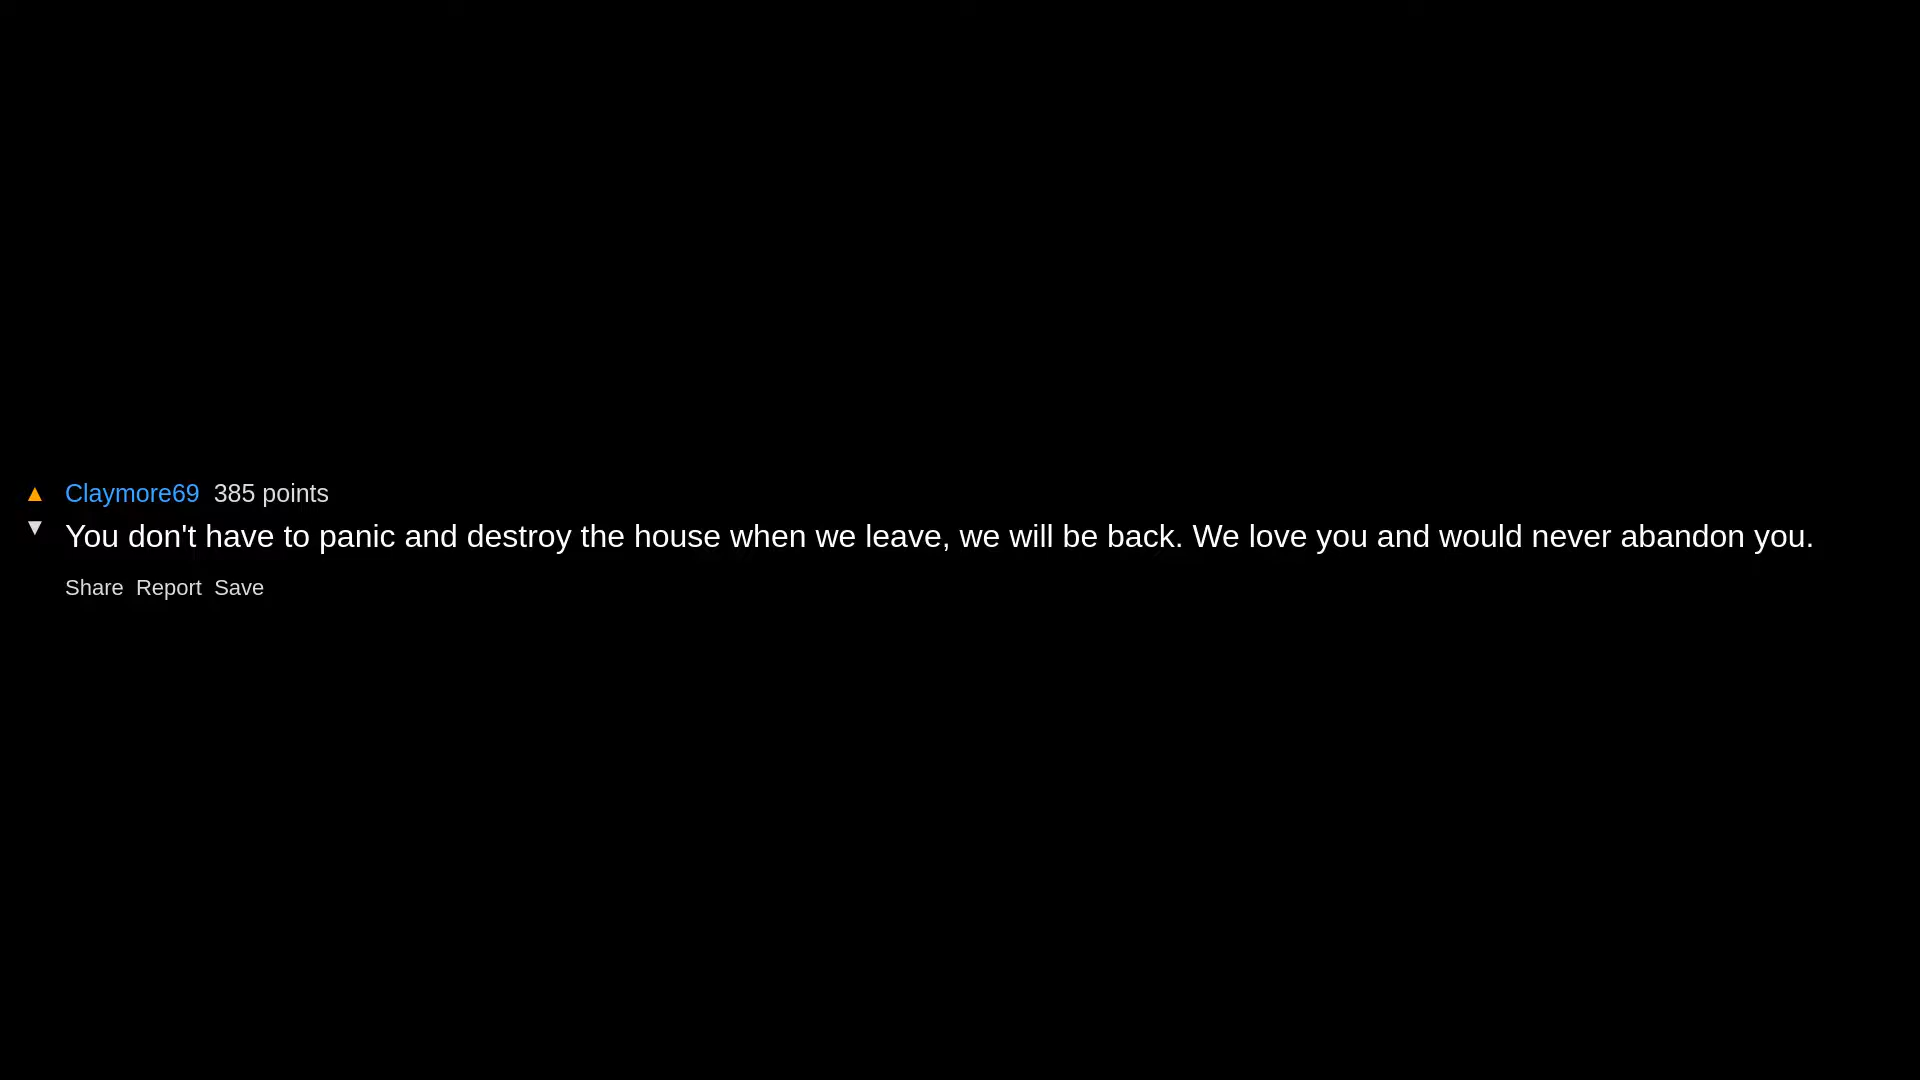 ▲ Claymore69 385 points
▼ You don't have to panic and destroy the house when we leave, we will be back. We love you and would never abandon you.
Share Report Save